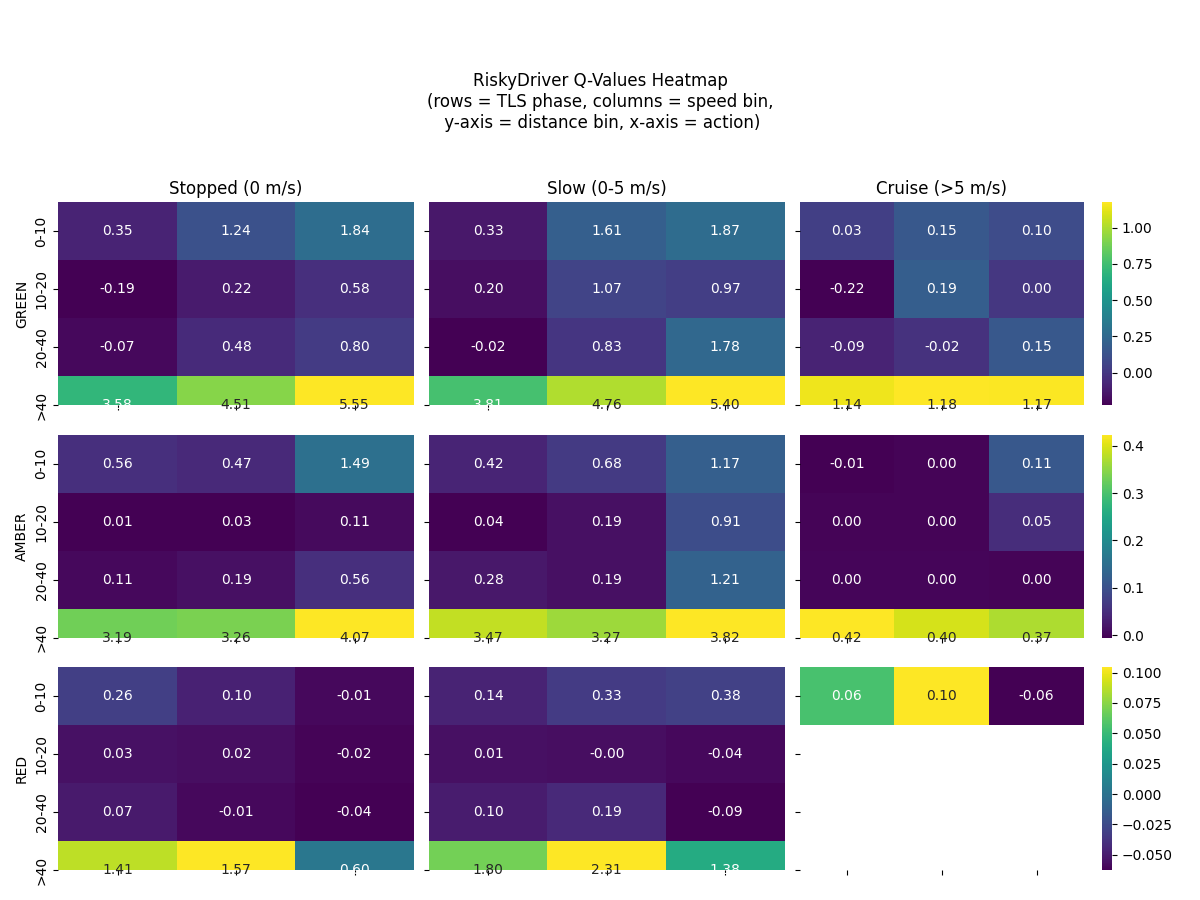 RiskyDriver Q-Values Heatmap
(rows = TLS phase, columns = speed bin,
y-axis = distance bin, x-axis = action)
Stopped (0 m/s) Slow (0-5 m/s) Cruise (>5 m/s)
GREEN
0-10 0.35 1.24 1.84 0.33 1.61 1.87 0.03 0.15 0.10
10-20 -0.19 0.22 0.58 0.20 1.07 0.97 -0.22 0.19 0.00
20-40 -0.07 0.48 0.80 -0.02 0.83 1.78 -0.09 -0.02 0.15
>40 3.58 4.51 5.55 3.81 4.76 5.40 1.14 1.18 1.17
1.00
0.75
0.50
0.25
0.00
AMBER
0-10 0.56 0.47 1.49 0.42 0.68 1.17 -0.01 0.00 0.11
10-20 0.01 0.03 0.11 0.04 0.19 0.91 0.00 0.00 0.05
20-40 0.11 0.19 0.56 0.28 0.19 1.21 0.00 0.00 0.00
>40 3.19 3.26 4.07 3.47 3.27 3.82 0.42 0.40 0.37
0.4
0.3
0.2
0.1
0.0
RED
0-10 0.26 0.10 -0.01 0.14 0.33 0.38 0.06 0.10 -0.06
10-20 0.03 0.02 -0.02 0.01 -0.00 -0.04
20-40 0.07 -0.01 -0.04 0.10 0.19 -0.09
>40 1.41 1.57 0.60 1.80 2.31 1.38
0.100
0.075
0.050
0.025
0.000
−0.025
−0.050